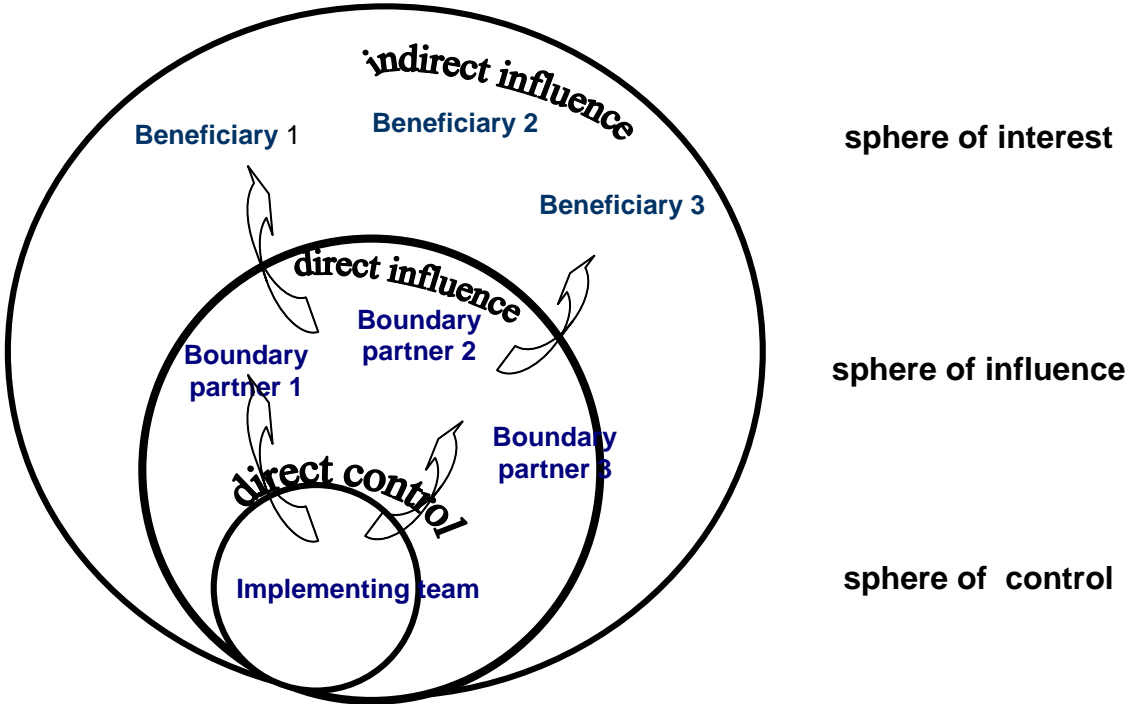 indirect influence
Beneficiary 1
Beneficiary 2
sphere of interest
Beneficiary 3
direct influence
Boundary
partner 2
Boundary
partner 1
sphere of influence
Boundary
partner 3
direct control
Implementing team
sphere of control